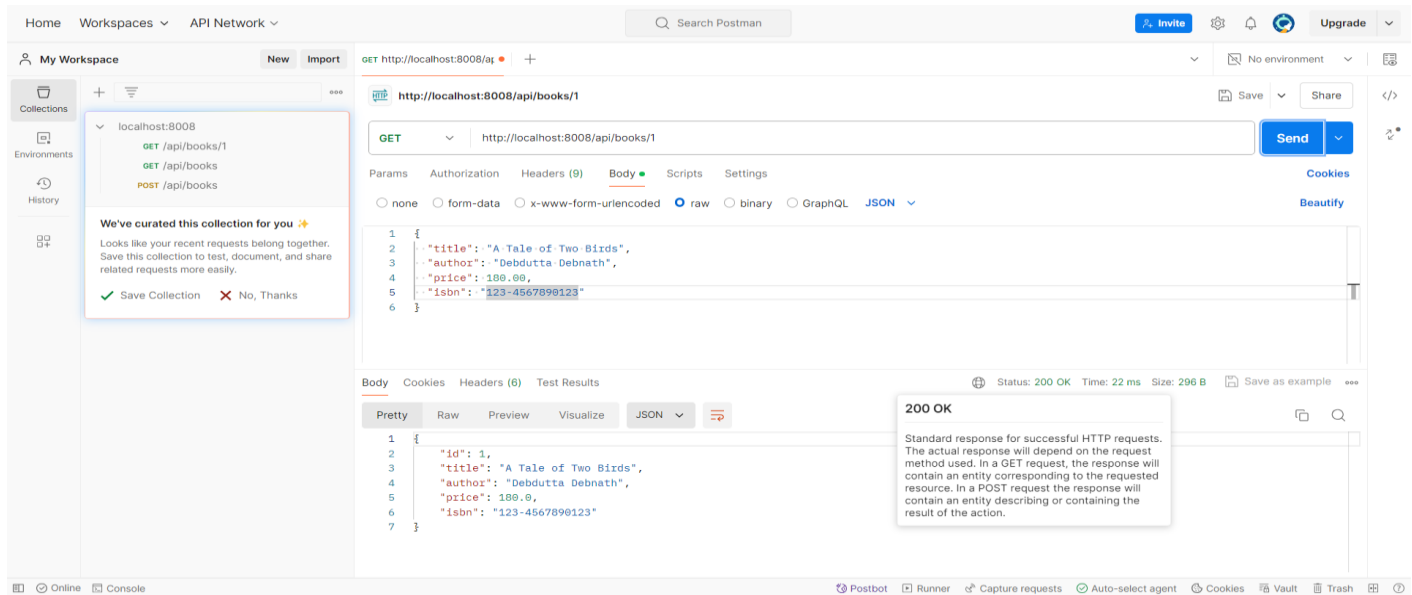 Home Workspaces API Network Search Postman Invite Upgrade
My Workspace New Import GET http://localhost:8008/ap No environment
Collections
Environments
History
localhost:8008
GET /api/books/1
GET /api/books
POST /api/books
We've curated this collection for you ✨
Looks like your recent requests belong together.
Save this collection to test, document, and share
related requests more easily.
Save Collection No, Thanks
HTTP http://localhost:8008/api/books/1 Save Share
GET http://localhost:8008/api/books/1 Send
Params Authorization Headers (9) Body Scripts Settings Cookies
none form-data x-www-form-urlencoded raw binary GraphQL JSON Beautify
1 {
2 "title": "A Tale of Two Birds",
3 "author": "Debdutta Debnath",
4 "price": 180.00,
5 "isbn": "123-4567890123"
6 }
Body Cookies Headers (6) Test Results Status: 200 OK Time: 22 ms Size: 296 B Save as example
Pretty Raw Preview Visualize JSON
1 {
2 "id": 1,
3 "title": "A Tale of Two Birds",
4 "author": "Debdutta Debnath",
5 "price": 180.0,
6 "isbn": "123-4567890123"
7 }
200 OK
Standard response for successful HTTP requests.
The actual response will depend on the request
method used. In a GET request, the response will
contain an entity corresponding to the requested
resource. In a POST request the response will
contain an entity describing or containing the
result of the action.
Online Console Postbot Runner Capture requests Auto-select agent Cookies Vault Trash